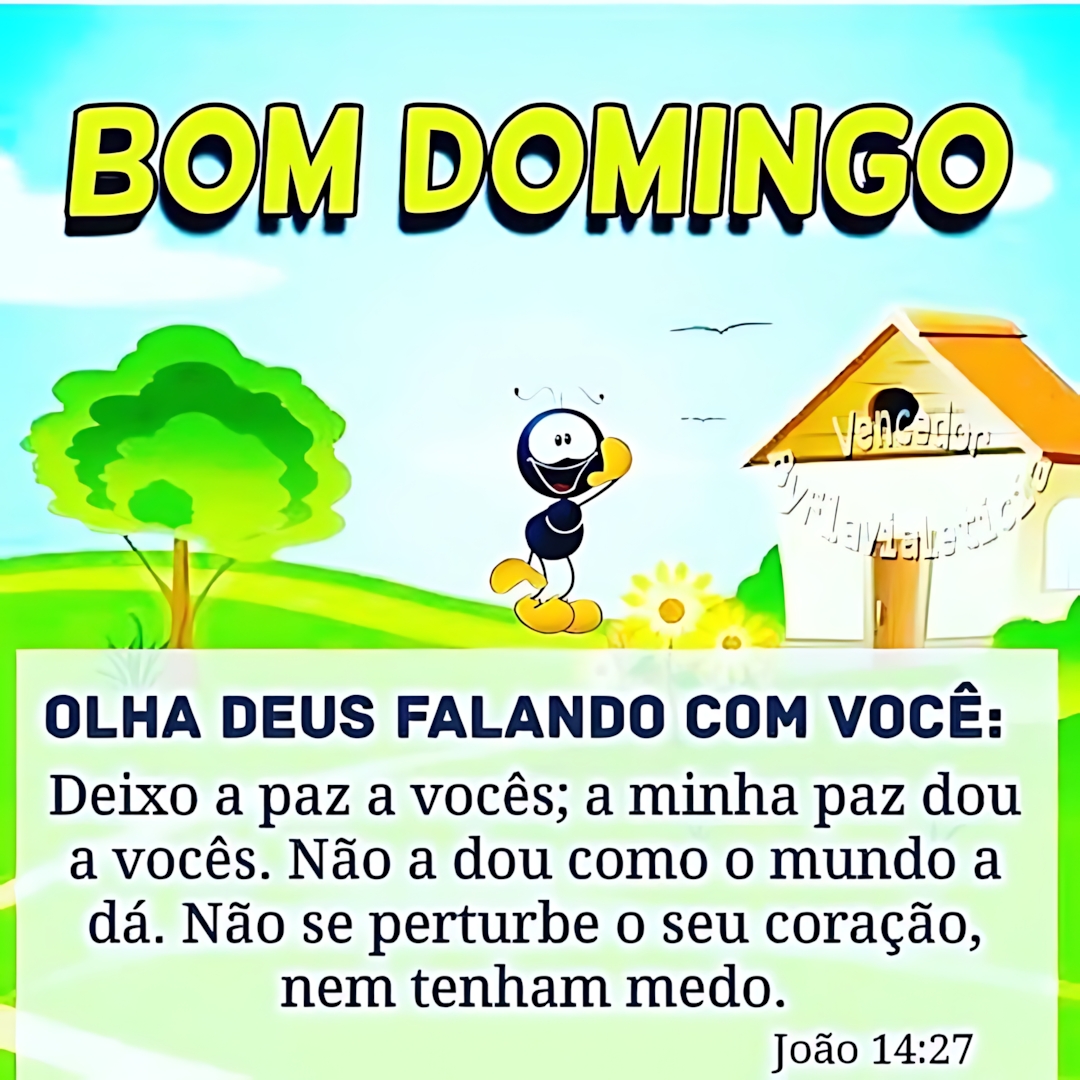 BOM DOMINGO
Vencedor
Byflavialeticie
OLHA DEUS FALANDO COM VOCÊ:
Deixo a paz a vocês; a minha paz dou
a vocês. Não a dou como o mundo a
dá. Não se perturbe o seu coração,
nem tenham medo.
João 14:27